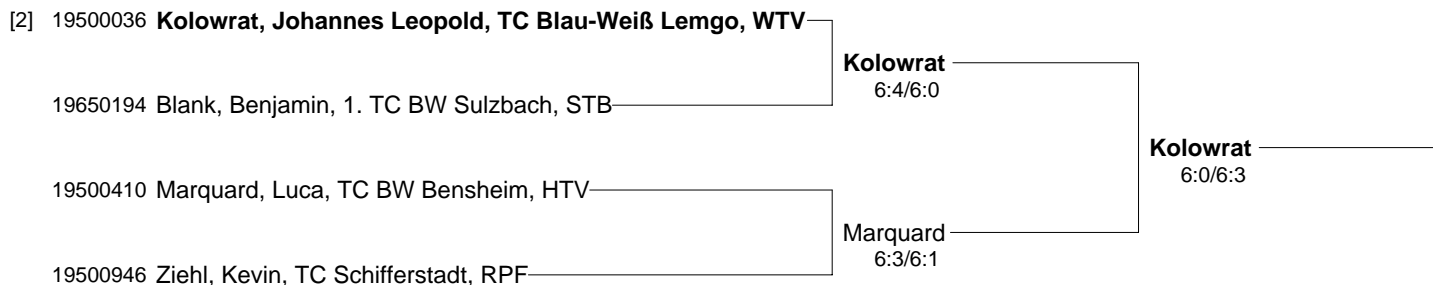 [2] 19500036 Kolowrat, Johannes Leopold, TC Blau-Weiß Lemgo, WTV
Kolowrat
6:4/6:0
19650194 Blank, Benjamin, 1. TC BW Sulzbach, STB
Kolowrat
6:0/6:3
19500410 Marquard, Luca, TC BW Bensheim, HTV
Marquard
6:3/6:1
19500946 Ziehl, Kevin, TC Schifferstadt, RPF